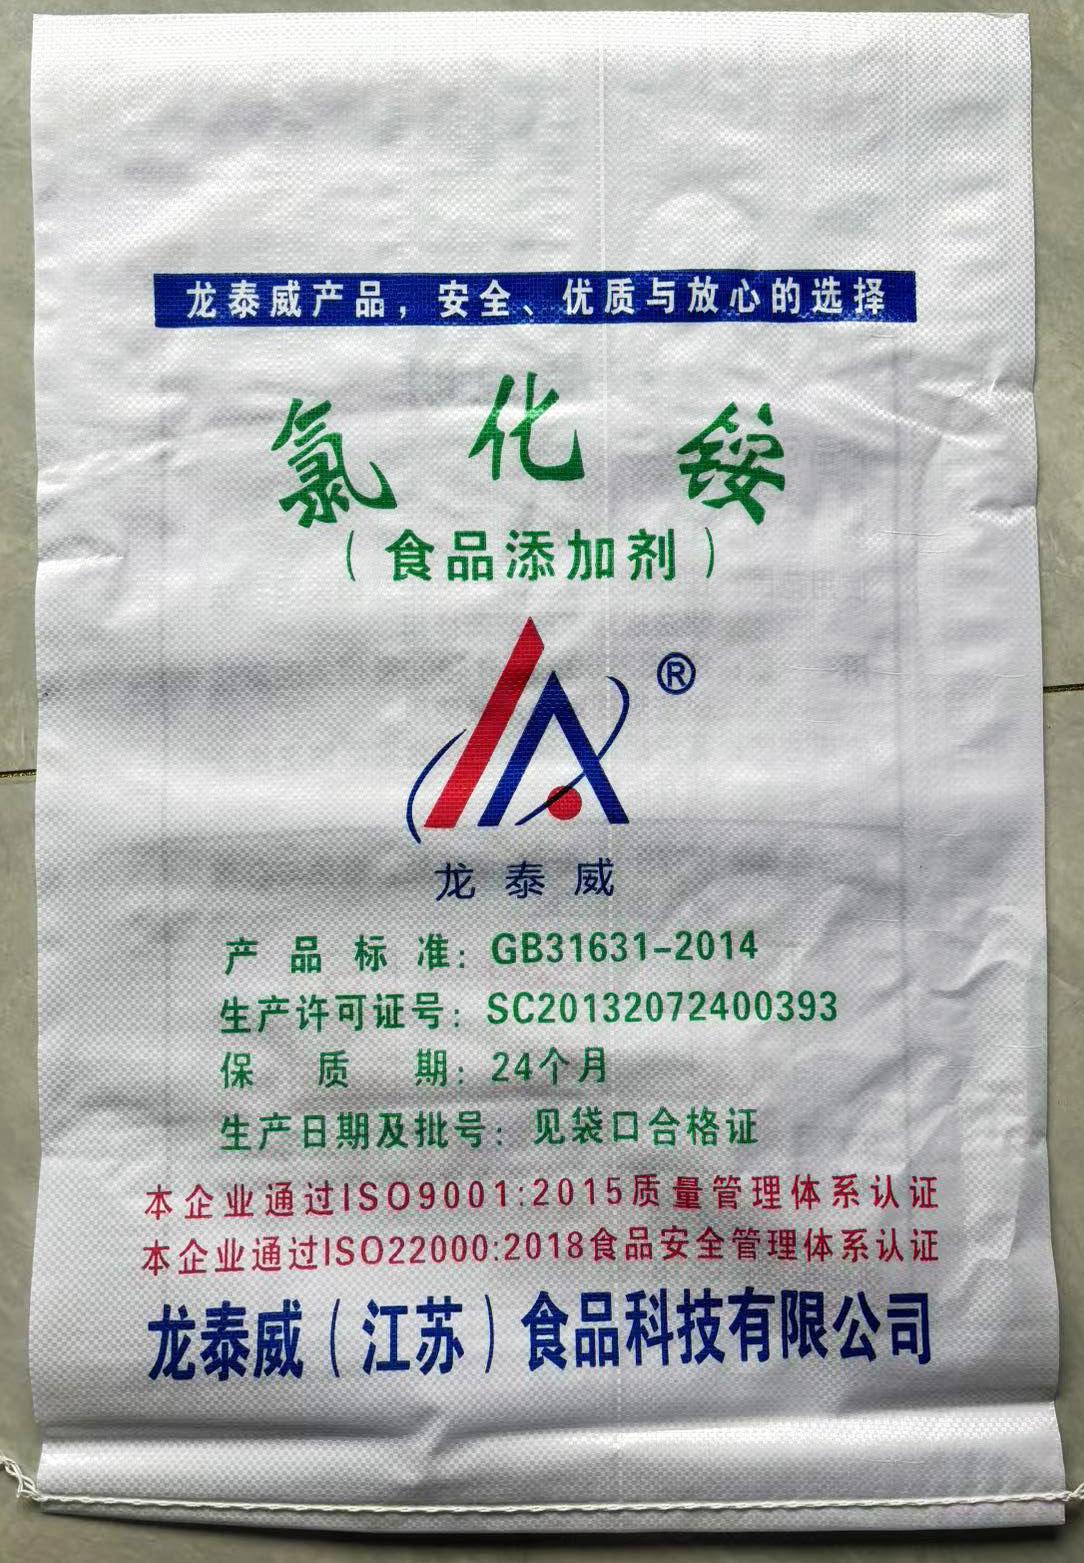 龙泰威产品，安全、优质与放心的选择
氯化铵
（食品添加剂）
®
龙泰威
产品标准：GB31631-2014
生产许可证号：SC20132072400393
保质期：24个月
生产日期及批号：见袋口合格证
本企业通过ISO9001:2015质量管理体系认证
本企业通过ISO22000:2018食品安全管理体系认证
龙泰威（江苏）食品科技有限公司